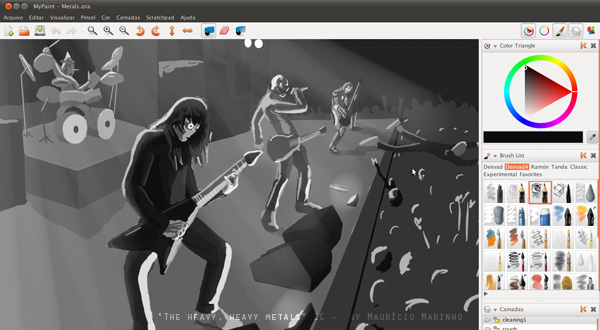 MyPaint - Metals.ora
Arquivo Editar Visualizar Pincel Cor Camadas Scratchpad Ajuda
Color Triangle
Brush List
Deevad Deevad4 Ramón Tanda Classic
Experimental Favorites
Camadas
cleaning1
rough
"The Heavy, Heavy Metals" CC - by Maurício Marinho